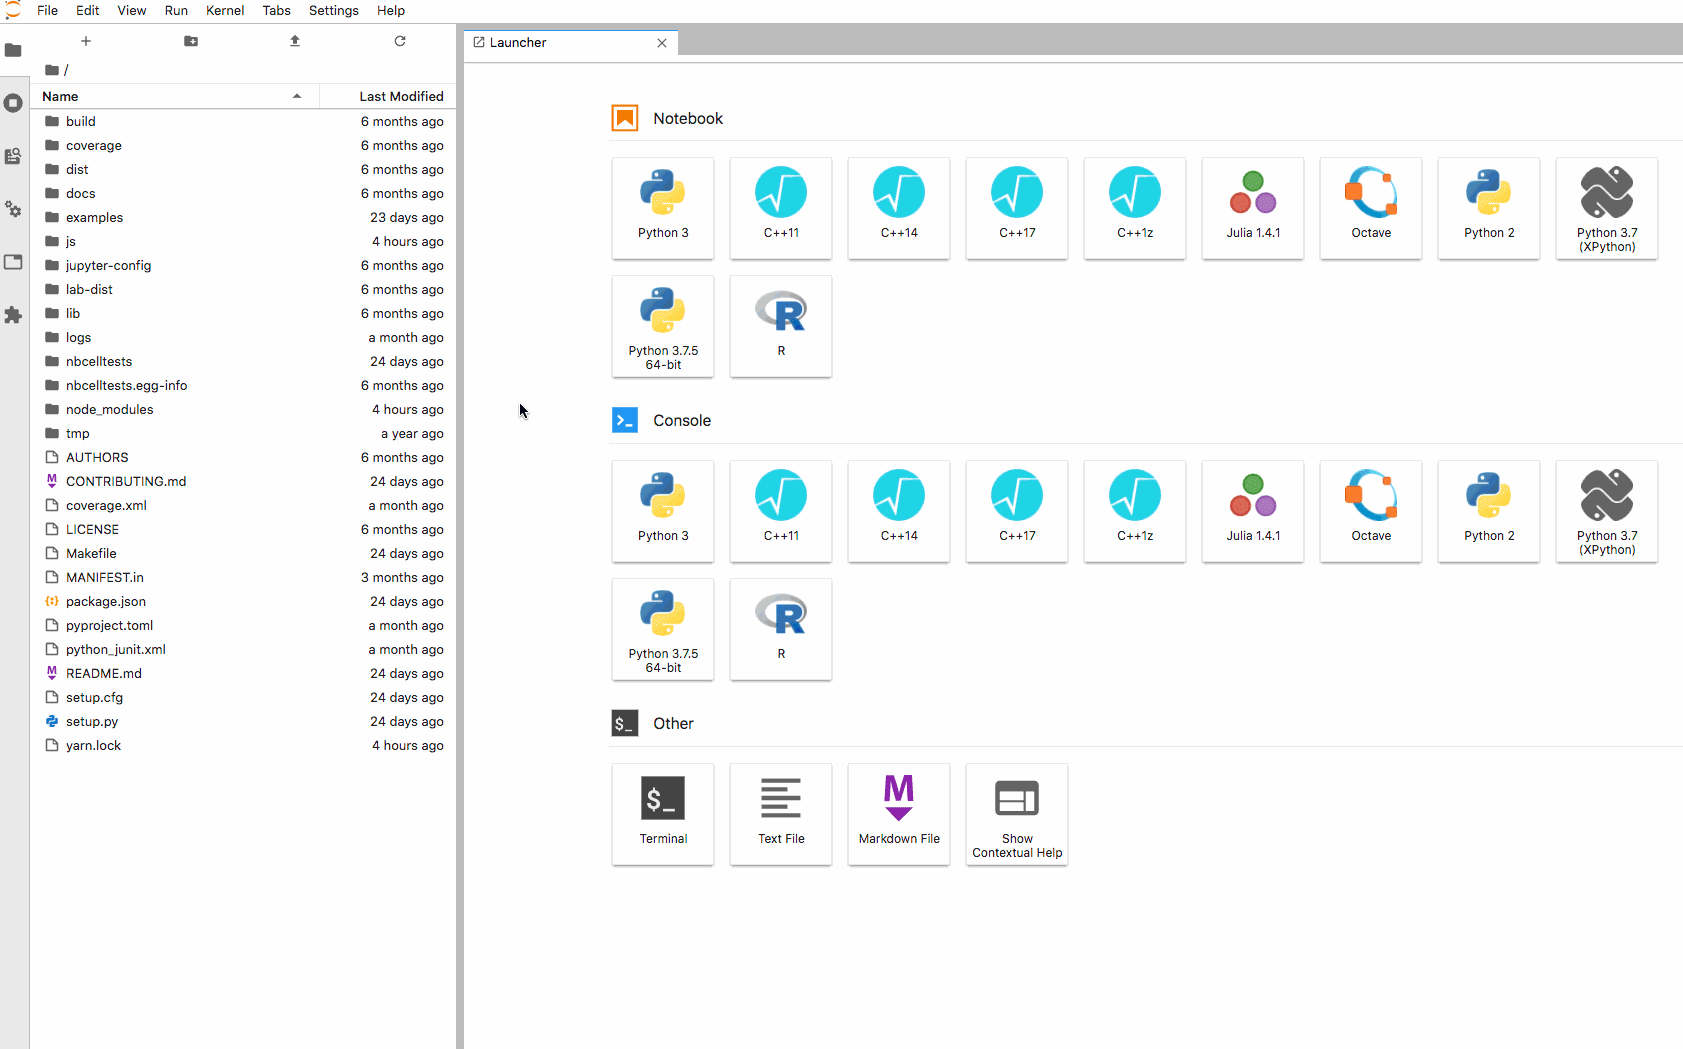 File Edit View Run Kernel Tabs Settings Help
Launcher
/
Name Last Modified
build 6 months ago
coverage 6 months ago
dist 6 months ago
docs 6 months ago
examples 23 days ago
js 4 hours ago
jupyter-config 6 months ago
lab-dist 6 months ago
lib 6 months ago
logs a month ago
nbcelltests 24 days ago
nbcelltests.egg-info 6 months ago
node_modules 4 hours ago
tmp a year ago
AUTHORS 6 months ago
CONTRIBUTING.md 24 days ago
coverage.xml a month ago
LICENSE 6 months ago
Makefile 24 days ago
MANIFEST.in 3 months ago
package.json 24 days ago
pyproject.toml a month ago
python_junit.xml a month ago
README.md 24 days ago
setup.cfg 24 days ago
setup.py 24 days ago
yarn.lock 4 hours ago
Notebook
Python 3 C++11 C++14 C++17 C++1z Julia 1.4.1 Octave Python 2 Python 3.7
(XPython)
Python 3.7.5 R
64-bit
Console
Python 3 C++11 C++14 C++17 C++1z Julia 1.4.1 Octave Python 2 Python 3.7
(XPython)
Python 3.7.5 R
64-bit
$_ Other
$_ M
Terminal Text File Markdown File Show
Contextual Help